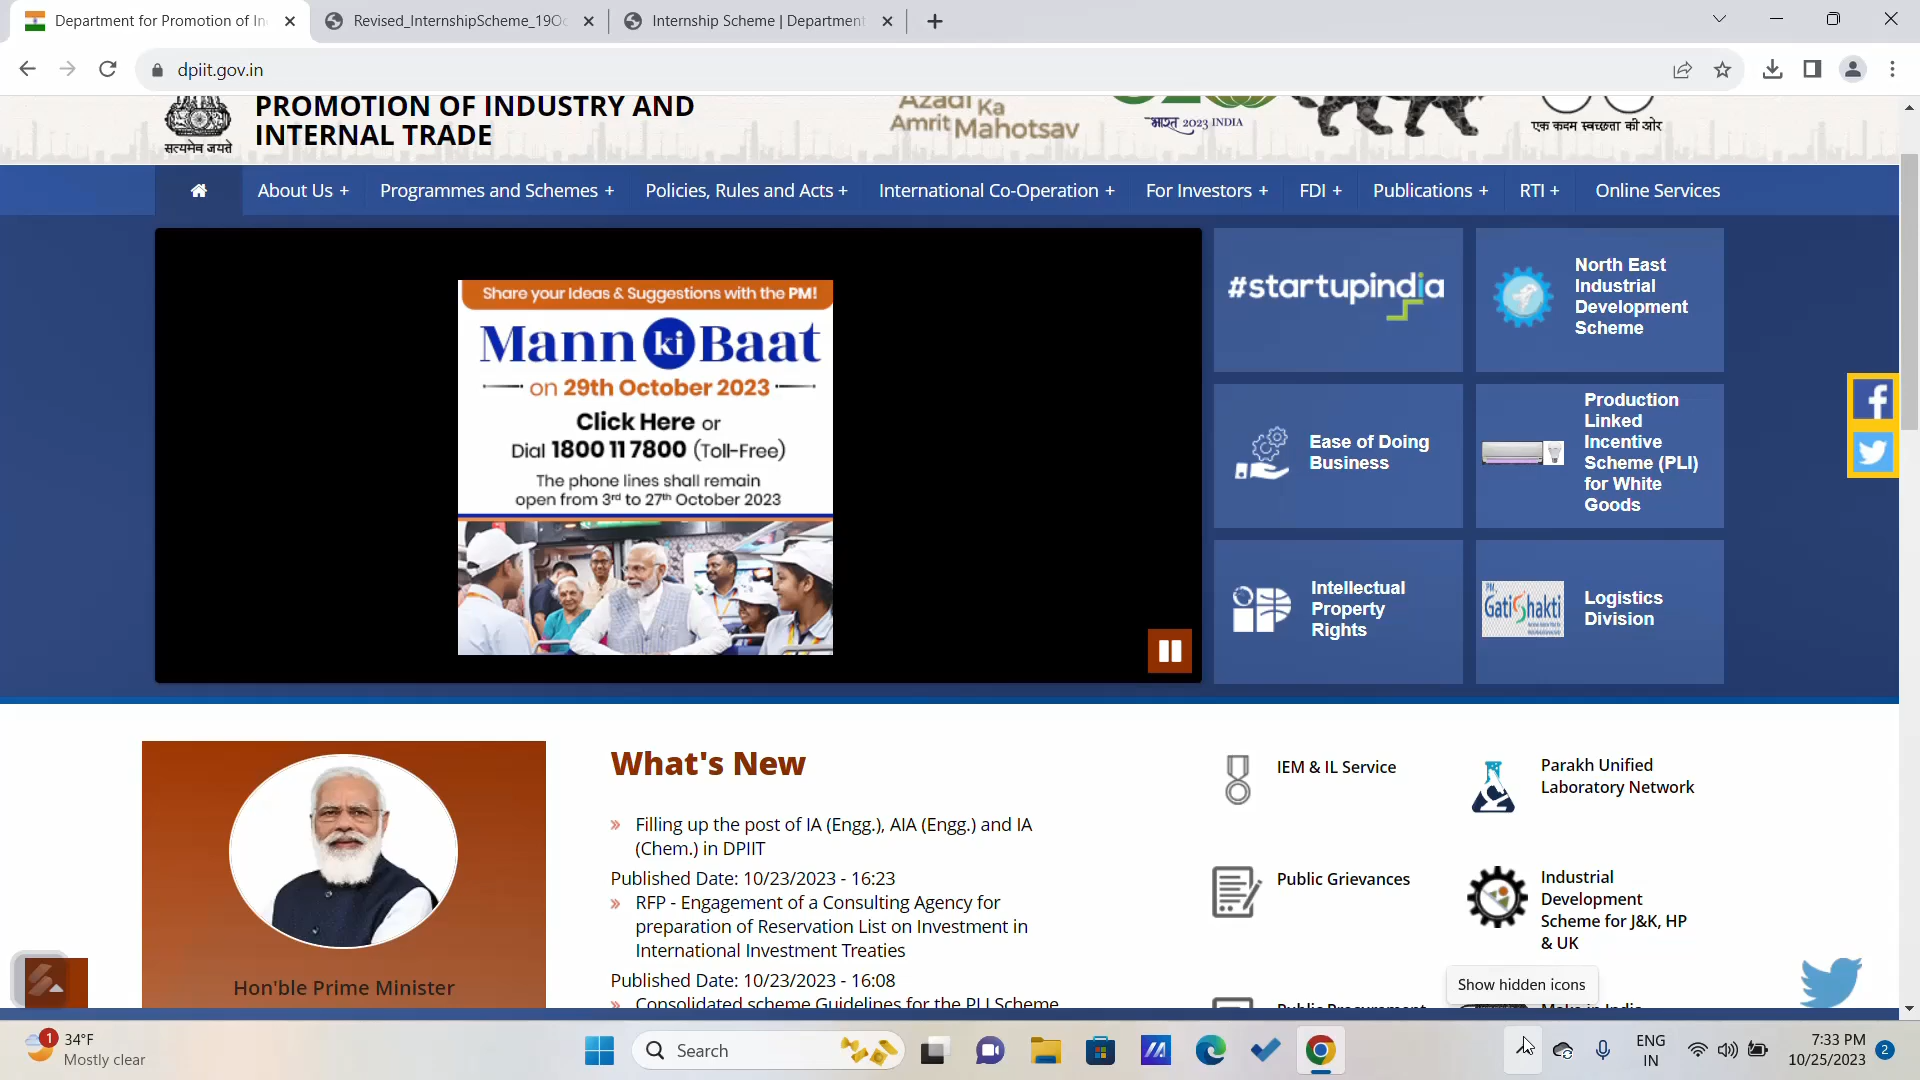 Department for Promotion of In
Revised_InternshipScheme_19Oc
Internship Scheme | Department
dpiit.gov.in
सत्यमेव जयते
PROMOTION OF INDUSTRY AND
INTERNAL TRADE
Azadi Ka
Amrit Mahotsav
भारत 2023 INDIA
एक कदम स्वच्छता की ओर
About Us +
Programmes and Schemes +
Policies, Rules and Acts +
International Co-Operation +
For Investors +
FDI +
Publications +
RTI +
Online Services
Share your Ideas & Suggestions with the PM!
Mann ki Baat
on 29th October 2023
Click Here or
Dial 1800 11 7800 (Toll-Free)
The phone lines shall remain
open from 3rd to 27th October 2023
#startupindia
North East
Industrial
Development
Scheme
Ease of Doing
Business
Production
Linked
Incentive
Scheme (PLI)
for White
Goods
Intellectual
Property
Rights
PM
GatiShakti
Logistics
Division
Hon'ble Prime Minister
What's New
» Filling up the post of IA (Engg.), AIA (Engg.) and IA
(Chem.) in DPIIT
Published Date: 10/23/2023 - 16:23
» RFP - Engagement of a Consulting Agency for
preparation of Reservation List on Investment in
International Investment Treaties
Published Date: 10/23/2023 - 16:08
» Consolidated scheme Guidelines for the PLI Scheme
IEM & IL Service
Parakh Unified
Laboratory Network
Public Grievances
Industrial
Development
Scheme for J&K, HP
& UK
Public Procurement
Make in India
Show hidden icons
1
34°F
Mostly clear
Search
ENG
IN
7:33 PM
10/25/2023
2